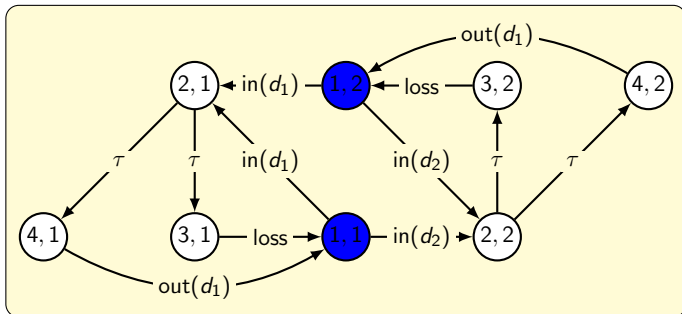 out(d₁)
2, 1 in(d₁) 1, 2 loss 3, 2 4, 2
τ τ in(d₁) in(d₂) τ τ
4, 1 3, 1 loss 1, 1 in(d₂) 2, 2
out(d₁)